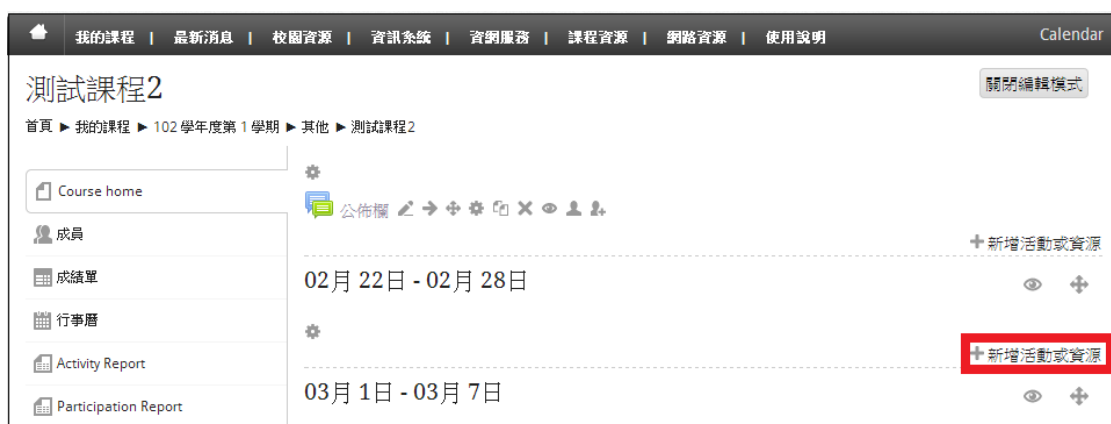 我的課程 | 最新消息 | 校園資源 | 資訊系統 | 資網服務 | 課程資源 | 網路資源 | 使用說明 Calendar
測試課程2 關閉編輯模式
首頁 ► 我的課程 ► 102 學年度第 1 學期 ► 其他 ► 測試課程2
Course home
公佈欄
成員
新增活動或資源
成績單
02月 22日 - 02月 28日
行事曆
新增活動或資源
Activity Report
03月 1日 - 03月 7日
Participation Report